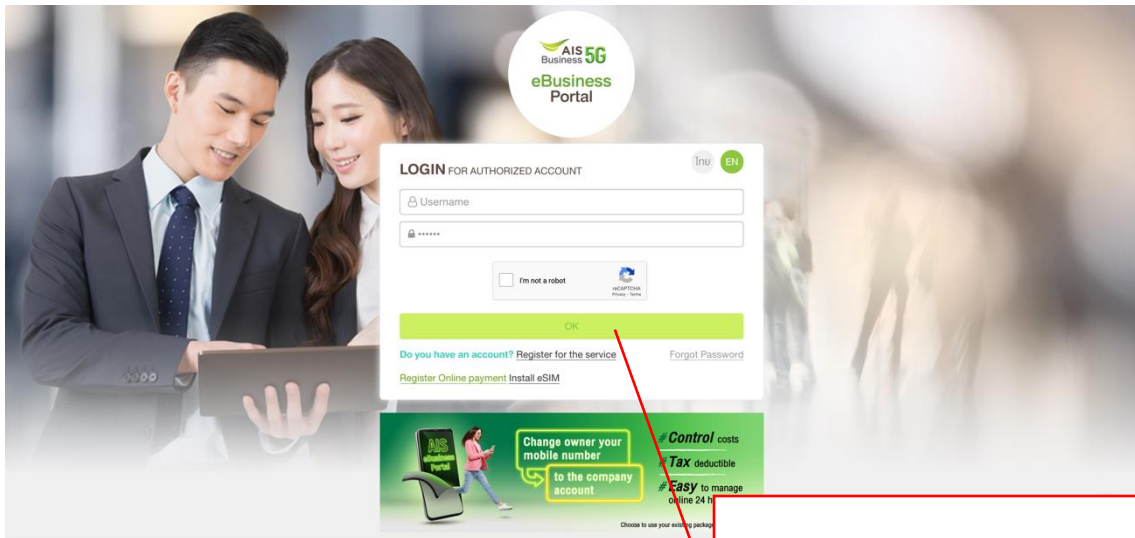 AIS 5G
Business
eBusiness
Portal
LOGIN FOR AUTHORIZED ACCOUNT
ไทย EN
Username
••••••
I'm not a robot
reCAPTCHA
Privacy - Terms
OK
Do you have an account? Register for the service
Forgot Password
Register Online payment Install eSIM
AIS
eBusiness
Portal
Change owner your
mobile number
to the company
account
#Control costs
#Tax deductible
#Easy to manage
online 24 h
Choose to use your existing package